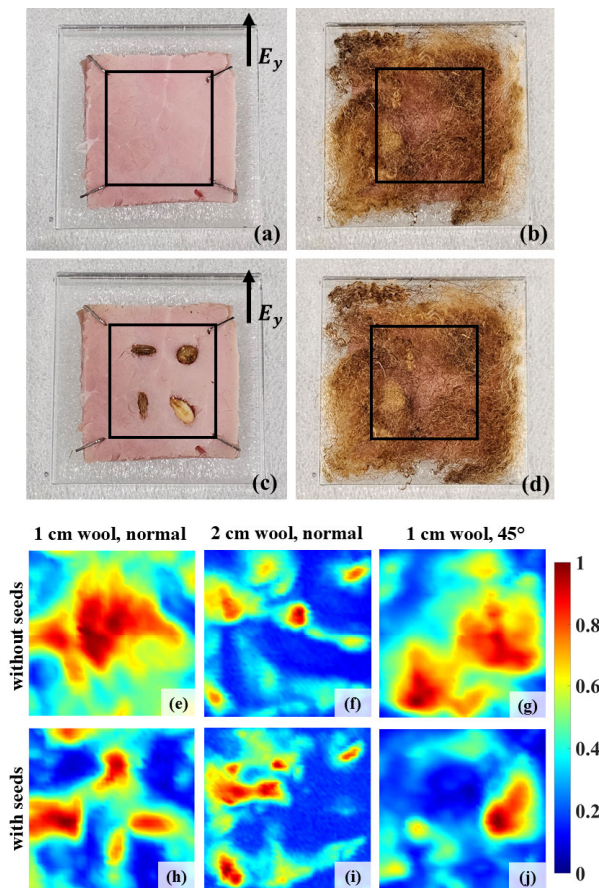 E_y
(a)
(b)
E_y
(c)
(d)
1 cm wool, normal
2 cm wool, normal
1 cm wool, 45°
without seeds
(e)
(f)
(g)
with seeds
(h)
(i)
(j)
1
0.8
0.6
0.4
0.2
0